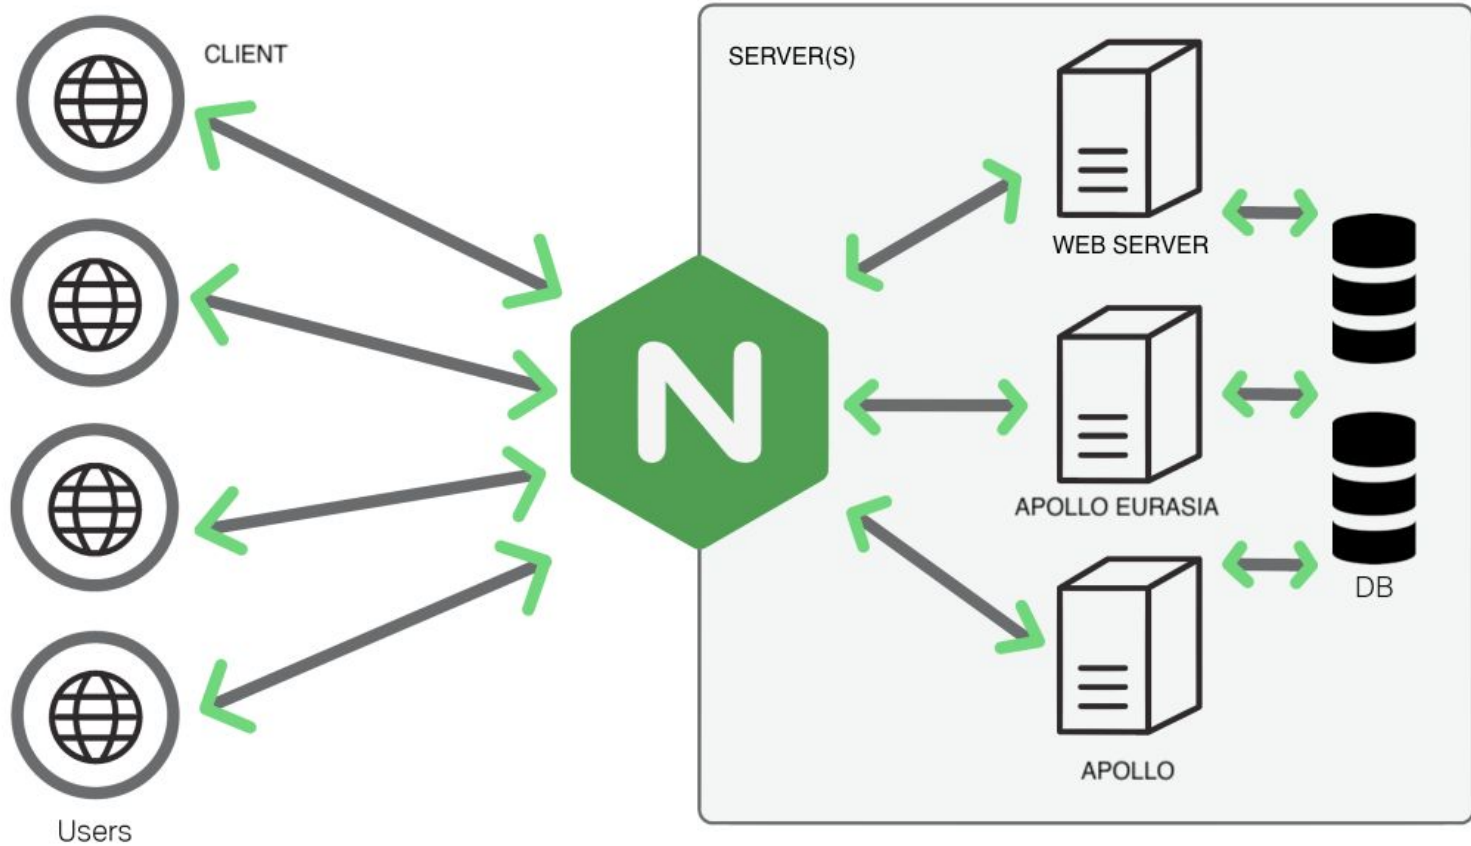 CLIENT
SERVER(S)
N
WEB SERVER
APOLLO EURASIA
DB
APOLLO
Users